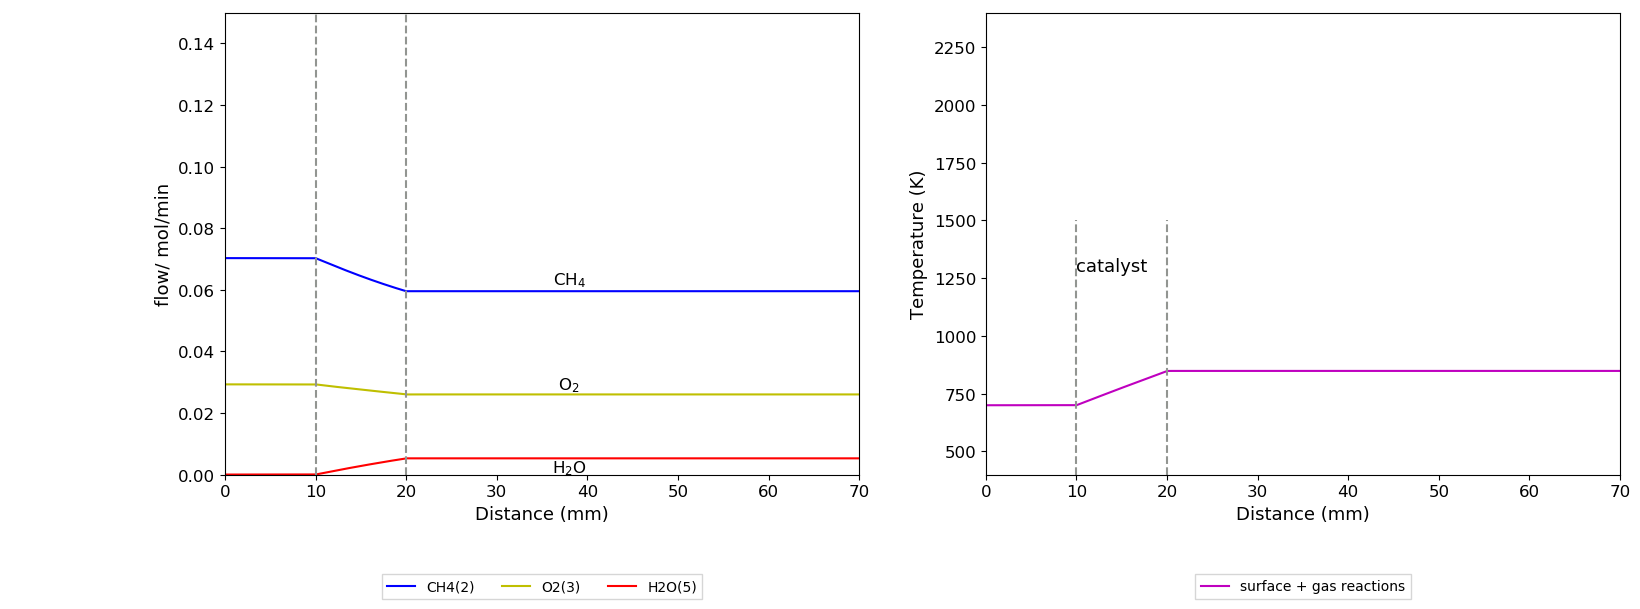 0.14
0.12
0.10
0.08
0.06
0.04
0.02
0.00
flow/ mol/min
CH4
O2
H2O
0 10 20 30 40 50 60 70
Distance (mm)
CH4(2) O2(3) H2O(5)
2250
2000
1750
1500
1250
1000
750
500
Temperature (K)
catalyst
0 10 20 30 40 50 60 70
Distance (mm)
surface + gas reactions